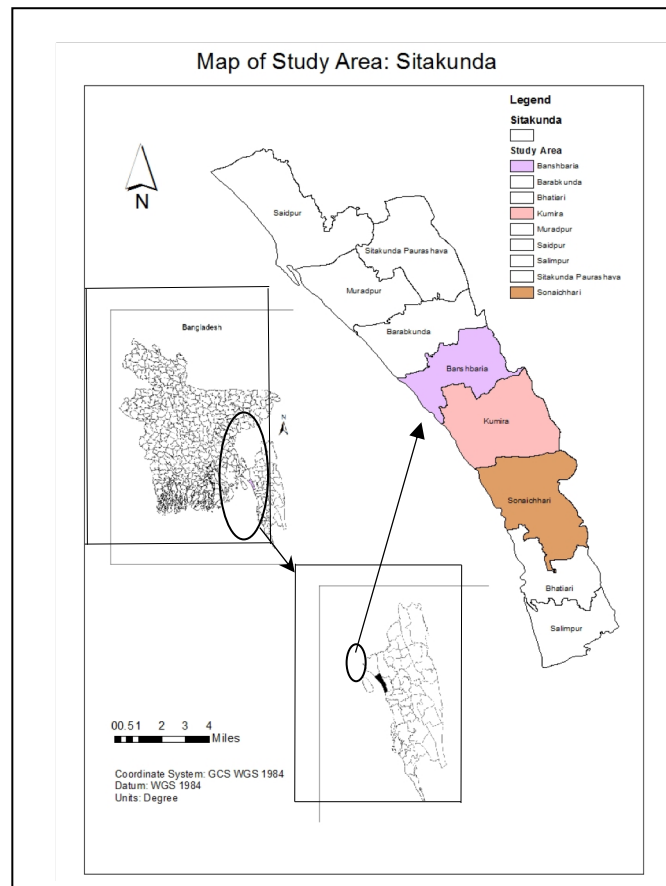 Map of Study Area: Sitakunda
Legend
Sitakunda
Study Area
Banshbaria
Barabkunda
Bhatiari
Kumira
Muradpur
Saidpur
Salimpur
Sitakunda Paurashava
Sonaichhari
N
Saidpur
Sitakunda Paurashava
Muradpur
Barabkunda
Banshbaria
Kumira
Sonaichhari
Bhatiari
Salimpur
Bangladesh
N
00.51 2 3 4
Miles
Coordinate System: GCS WGS 1984
Datum: WGS 1984
Units: Degree